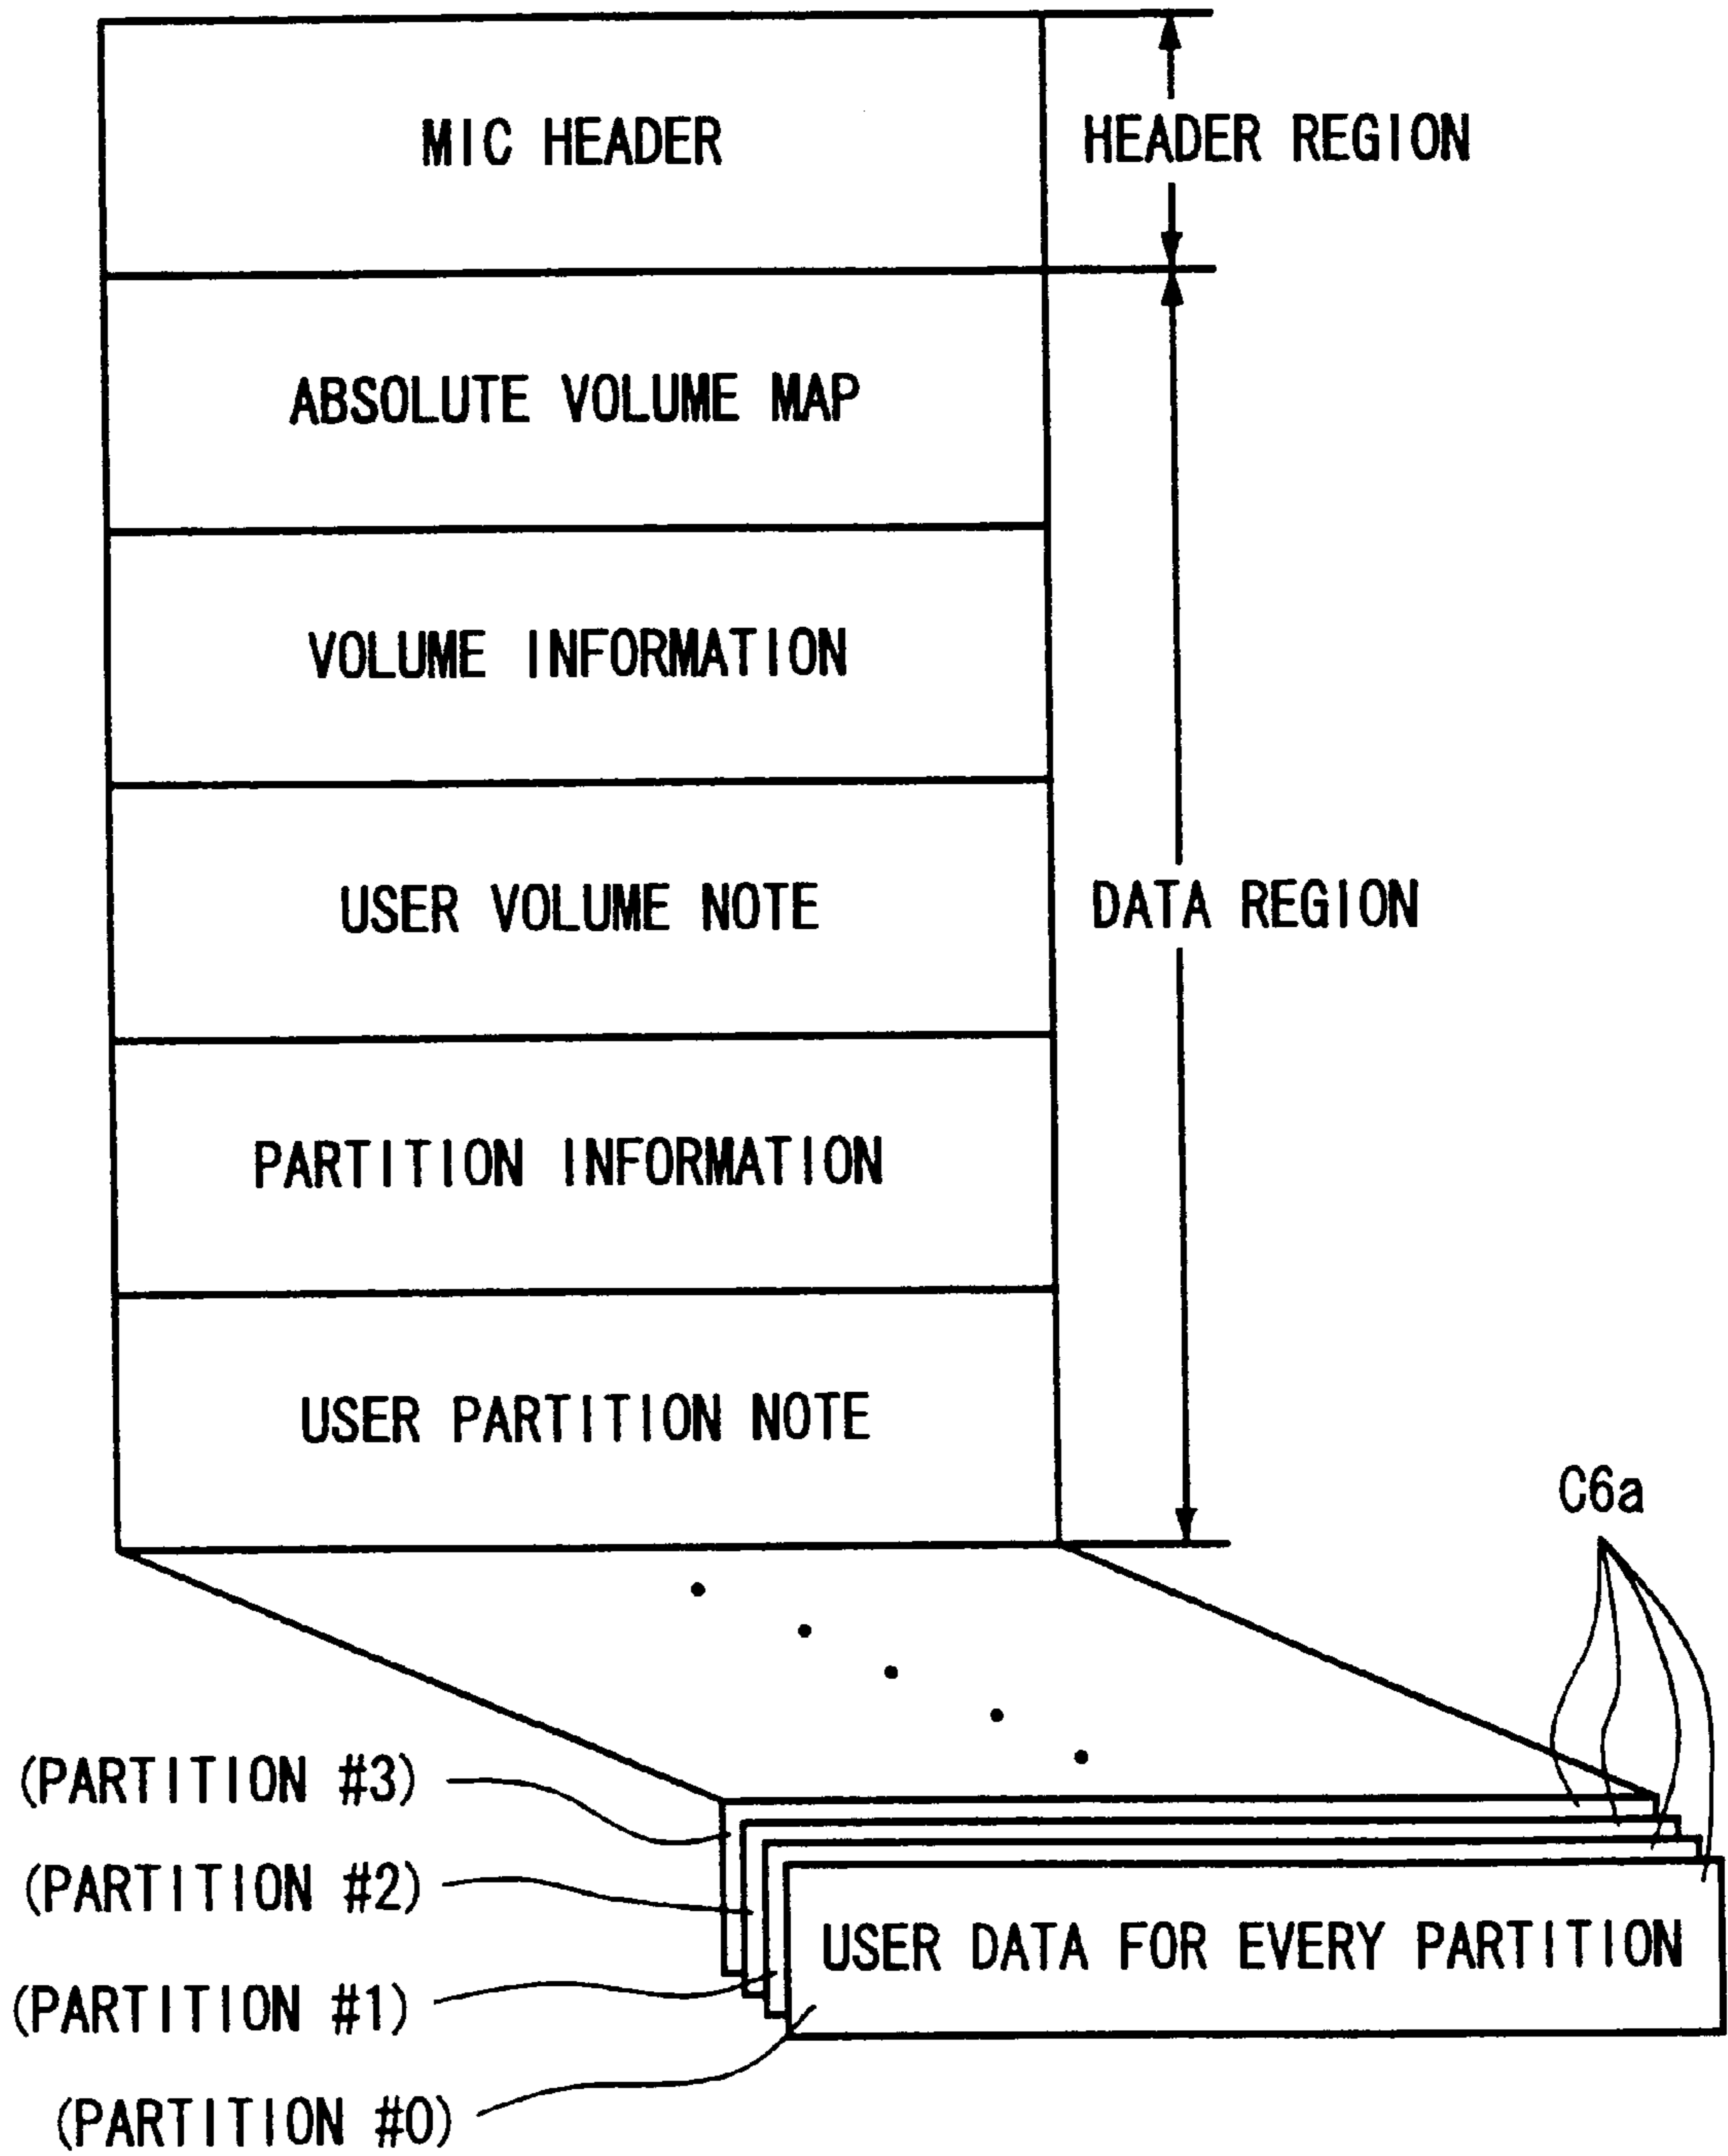 MIC HEADER
HEADER REGION
ABSOLUTE VOLUME MAP
VOLUME INFORMATION
USER VOLUME NOTE
DATA REGION
PARTITION INFORMATION
USER PARTITION NOTE
C6a
(PARTITION #3)
(PARTITION #2)
USER DATA FOR EVERY PARTITION
(PARTITION #1)
(PARTITION #0)